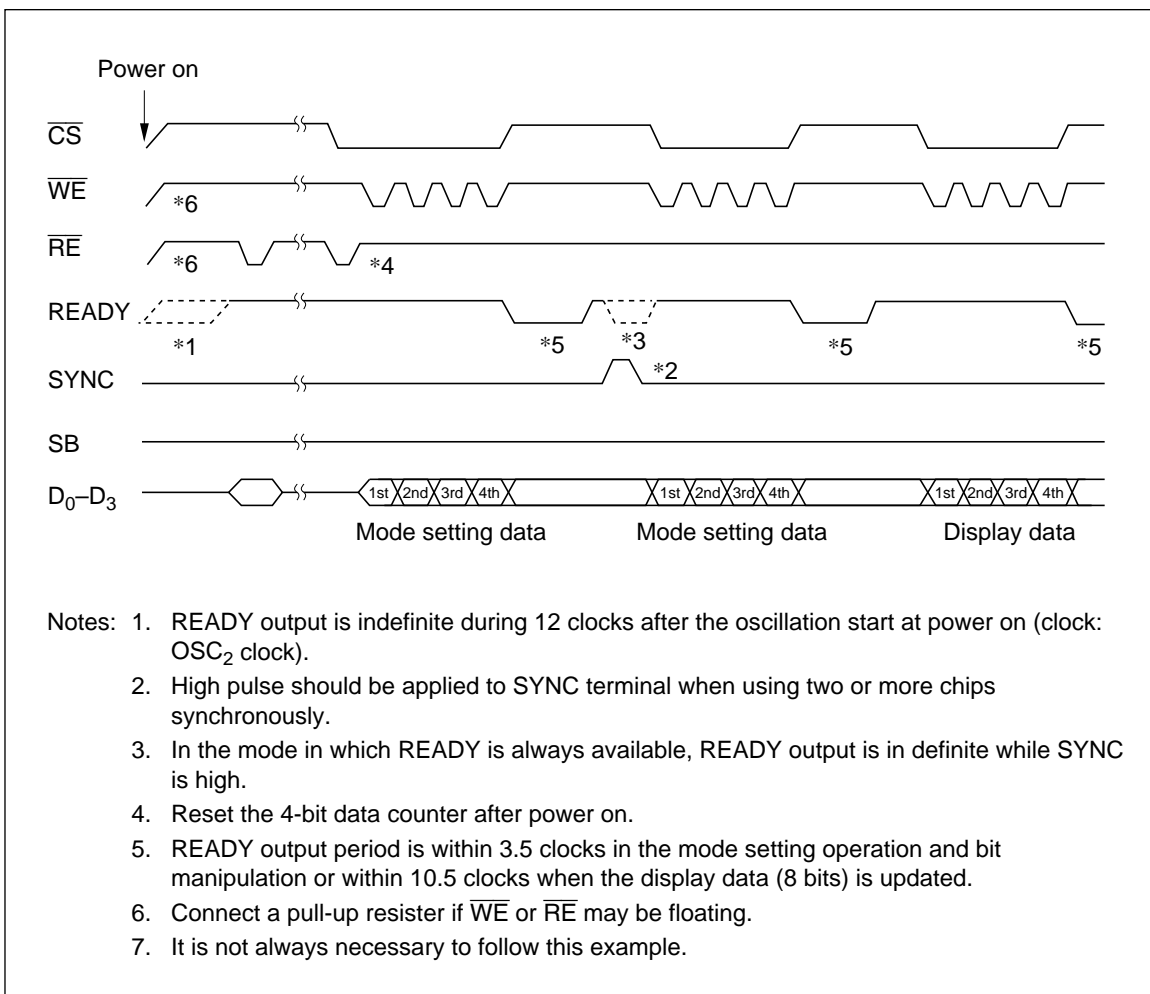 Power on
C̅S̅
W̅E̅
*6
R̅E̅
*6
*4
READY
*1
*5
*3
*5
*5
SYNC
*2
SB
D₀–D₃
1st 2nd 3rd 4th
1st 2nd 3rd 4th
1st 2nd 3rd 4th
Mode setting data
Mode setting data
Display data
Notes: 1. READY output is indefinite during 12 clocks after the oscillation start at power on (clock:
OSC₂ clock).
2. High pulse should be applied to SYNC terminal when using two or more chips
synchronously.
3. In the mode in which READY is always available, READY output is in definite while SYNC
is high.
4. Reset the 4-bit data counter after power on.
5. READY output period is within 3.5 clocks in the mode setting operation and bit
manipulation or within 10.5 clocks when the display data (8 bits) is updated.
6. Connect a pull-up resister if W̅E̅ or R̅E̅ may be floating.
7. It is not always necessary to follow this example.